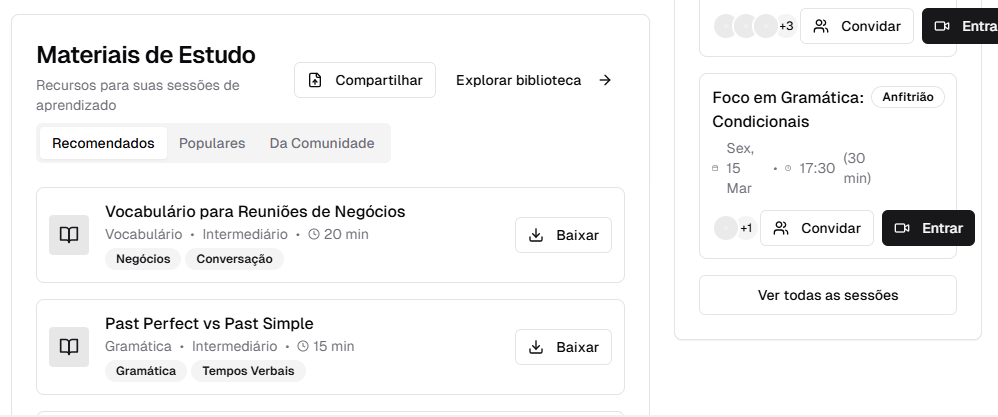 Materiais de Estudo
Recursos para suas sessões de
aprendizado
Compartilhar
Explorar biblioteca
Recomendados
Populares
Da Comunidade
Vocabulário para Reuniões de Negócios
Vocabulário • Intermediário • 20 min
Negócios
Conversação
Baixar
Past Perfect vs Past Simple
Gramática • Intermediário • 15 min
Gramática
Tempos Verbais
Baixar
+3
Convidar
Entra
Foco em Gramática:
Condicionais
Anfitrião
Sex,
15
Mar
• 17:30
(30
min)
+1
Convidar
Entrar
Ver todas as sessões